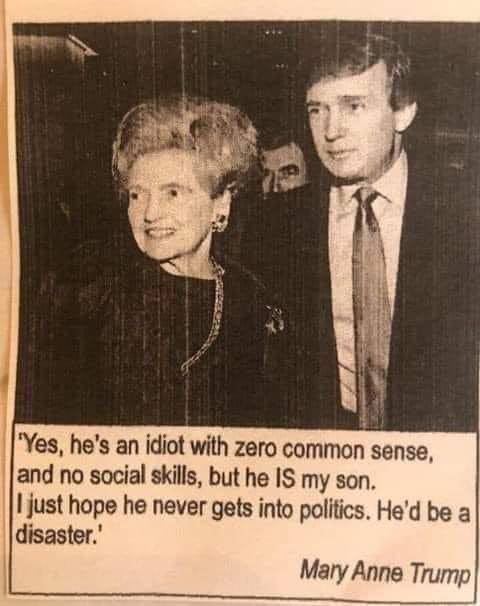 'Yes, he's an idiot with zero common sense,
and no social skills, but he IS my son.
I just hope he never gets into politics. He'd be a
disaster.'
Mary Anne Trump